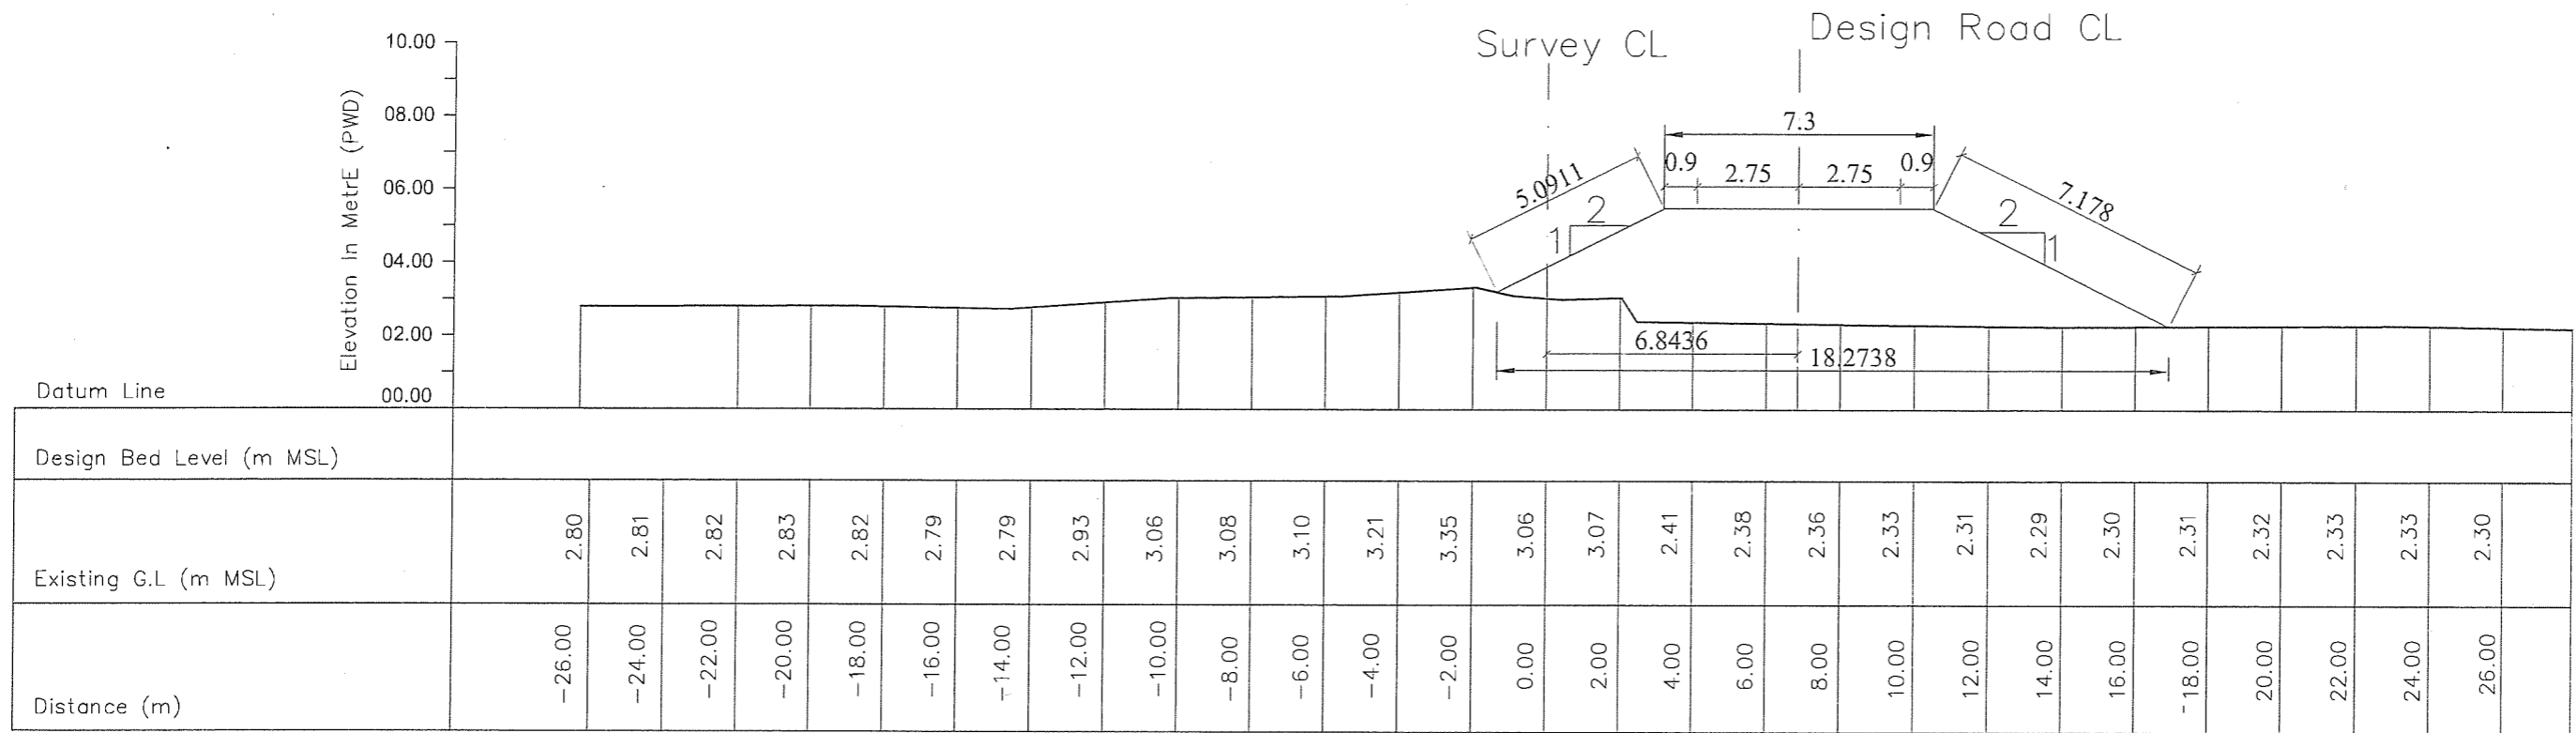 Survey CL
Design Road CL
Elevation In MetrE (PWD)
10.00
08.00
06.00
04.00
02.00
00.00
7.3
0.9
2.75
2.75
0.9
5.0911
7.178
2
1
2
1
6.8436
18.2738
Datum Line
Design Bed Level (m MSL)
Existing G.L (m MSL) 2.80 2.81 2.82 2.83 2.82 2.79 2.79 2.93 3.06 3.08 3.10 3.21 3.35 3.06 3.07 2.41 2.38 2.36 2.33 2.31 2.29 2.30 2.31 2.32 2.33 2.33 2.30
Distance (m) -26.00 -24.00 -22.00 -20.00 -18.00 -16.00 -14.00 -12.00 -10.00 -8.00 -6.00 -4.00 -2.00 0.00 2.00 4.00 6.00 8.00 10.00 12.00 14.00 16.00 -18.00 20.00 22.00 24.00 26.00